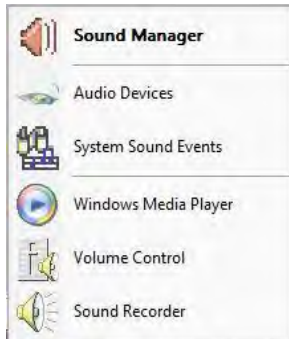 Sound Manager
Audio Devices
System Sound Events
Windows Media Player
Volume Control
Sound Recorder